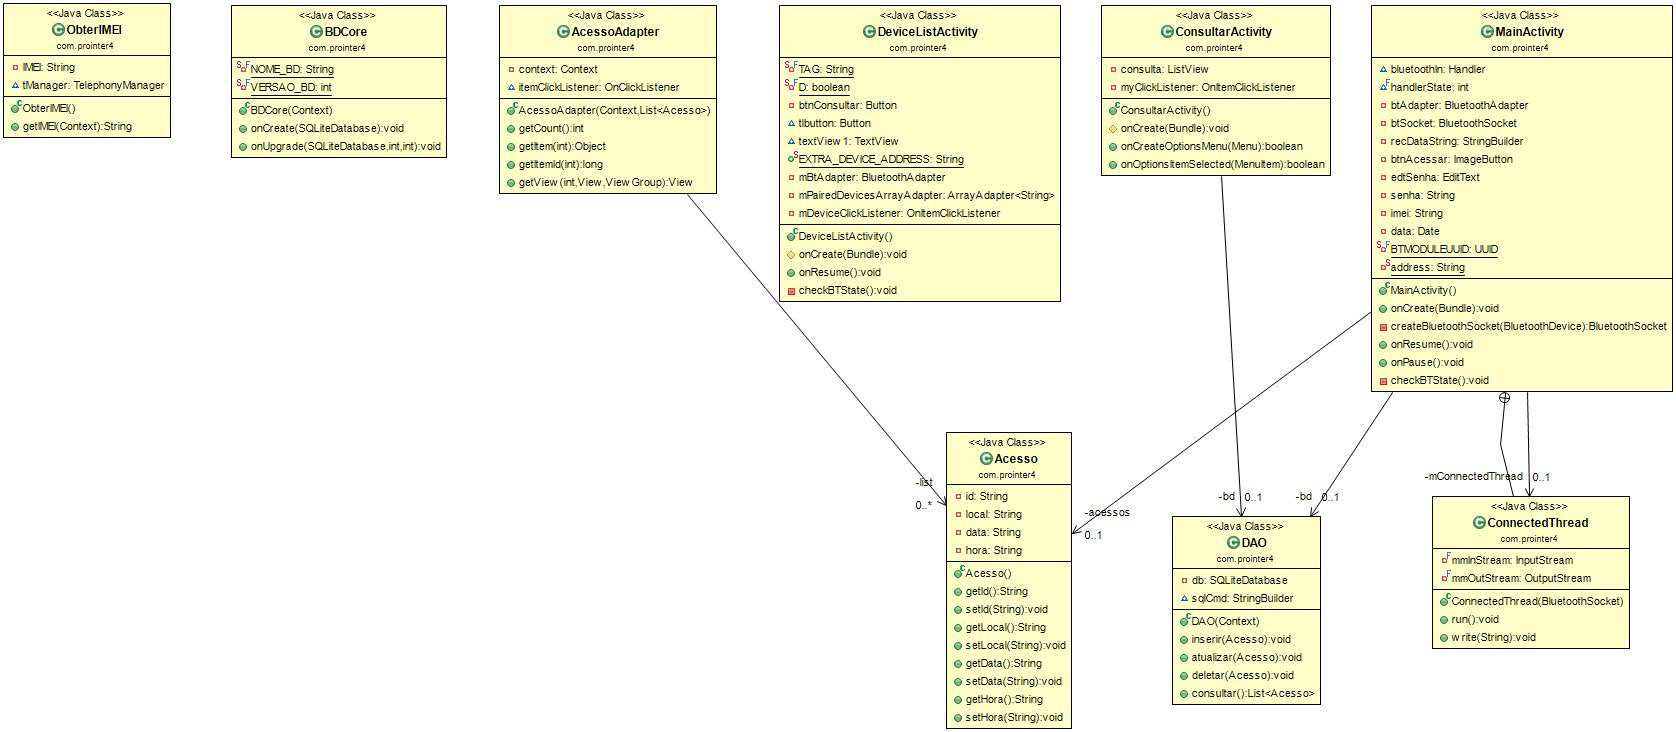 <<Java Class>>
ObterIMEI
com.prointer4
IMEI: String
tManager: TelephonyManager
ObterIMEI()
getIMEI(Context):String
<<Java Class>>
BDCore
com.prointer4
NOME_BD: String
VERSAO_BD: int
BDCore(Context)
onCreate(SQLiteDatabase):void
onUpgrade(SQLiteDatabase,int,int):void
<<Java Class>>
AcessoAdapter
com.prointer4
context: Context
itemClickListener: OnClickListener
AcessoAdapter(Context,List<Acesso>)
getCount():int
getItem(int):Object
getItemId(int):long
getView(int,View,ViewGroup):View
<<Java Class>>
DeviceListActivity
com.prointer4
TAG: String
D: boolean
btnConsultar: Button
tlbutton: Button
textView1: TextView
EXTRA_DEVICE_ADDRESS: String
mBtAdapter: BluetoothAdapter
mPairedDevicesArrayAdapter: ArrayAdapter<String>
mDeviceClickListener: OnItemClickListener
DeviceListActivity()
onCreate(Bundle):void
onResume():void
checkBTState():void
<<Java Class>>
ConsultarActivity
com.prointer4
consulta: ListView
myClickListener: OnItemClickListener
ConsultarActivity()
onCreate(Bundle):void
onCreateOptionsMenu(Menu):boolean
onOptionsItemSelected(MenuItem):boolean
<<Java Class>>
MainActivity
com.prointer4
bluetoothIn: Handler
handlerState: int
btAdapter: BluetoothAdapter
btSocket: BluetoothSocket
recDataString: StringBuilder
btnAcessar: ImageButton
edtSenha: EditText
senha: String
imei: String
data: Date
BTMODULEUUID: UUID
address: String
MainActivity()
onCreate(Bundle):void
createBluetoothSocket(BluetoothDevice):BluetoothSocket
onResume():void
onPause():void
checkBTState():void
-list
0..*
-acessos
0..1
-bd 0..1
-bd 0..1
-mConnectedThread 0..1
<<Java Class>>
Acesso
com.prointer4
id: String
local: String
data: String
hora: String
Acesso()
getId():String
setId(String):void
getLocal():String
setLocal(String):void
getData():String
setData(String):void
getHora():String
setHora(String):void
<<Java Class>>
DAO
com.prointer4
db: SQLiteDatabase
sqlCmd: StringBuilder
DAO(Context)
inserir(Acesso):void
atualizar(Acesso):void
deletar(Acesso):void
consultar():List<Acesso>
<<Java Class>>
ConnectedThread
com.prointer4
mmInStream: InputStream
mmOutStream: OutputStream
ConnectedThread(BluetoothSocket)
run():void
write(String):void